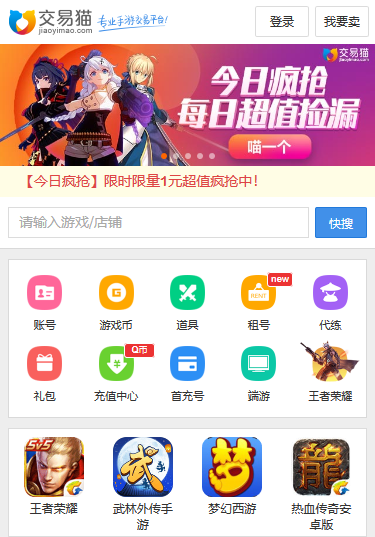 交易猫
jiaoyimao.com
专业手游交易平台!
登录
我要卖
交易猫
jiaoyimao.com
今日疯抢
每日超值捡漏
喵一个
【今日疯抢】限时限量1元超值疯抢中!
请输入游戏/店铺
快搜
G
RENT
new
账号
游戏币
道具
租号
代练
Q币
礼包
充值中心
首充号
端游
王者荣耀
5v5
武
梦
龍
王者荣耀
武林外传手游
梦幻西游
热血传奇安卓版